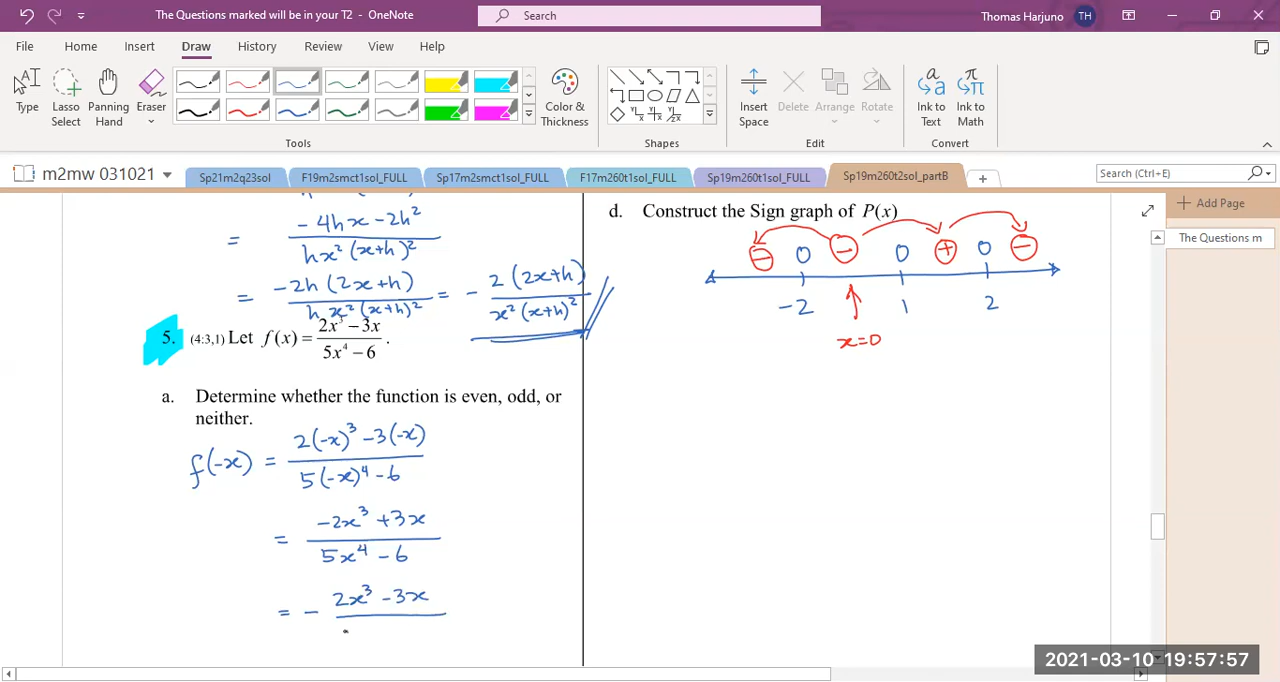 The Questions marked will be in your T2 - OneNote
Search
Thomas Harjuno TH
File Home Insert Draw History Review View Help
Type Lasso Select Panning Hand Eraser Color & Thickness Insert Space Delete Arrange Rotate Ink to Text Ink to Math
Tools Shapes Edit Convert
m2mw 031021 Sp21m2q23sol F19m2smct1sol_FULL Sp17m2smct1sol_FULL F17m260t1sol_FULL Sp19m260t1sol_FULL Sp19m260t2sol_partB Search (Ctrl+E)
Add Page
The Questions m
= (-4hx - 2h²)/(hx²(x+h)²)
= (-2h(2x+h))/(hx²(x+h)²) = - (2(2x+h))/(x²(x+h)²)
5. (4:3,1) Let f(x) = (2x³ - 3x)/(5x⁴ - 6).
a. Determine whether the function is even, odd, or
neither.
f(-x) = (2(-x)³ - 3(-x))/(5(-x)⁴ - 6)
= (-2x³ + 3x)/(5x⁴ - 6)
= - (2x³ - 3x)/
d. Construct the Sign graph of P(x)
- 0 - 0 + 0 -
-2 1 2
x=0
2021-03-10 19:57:57